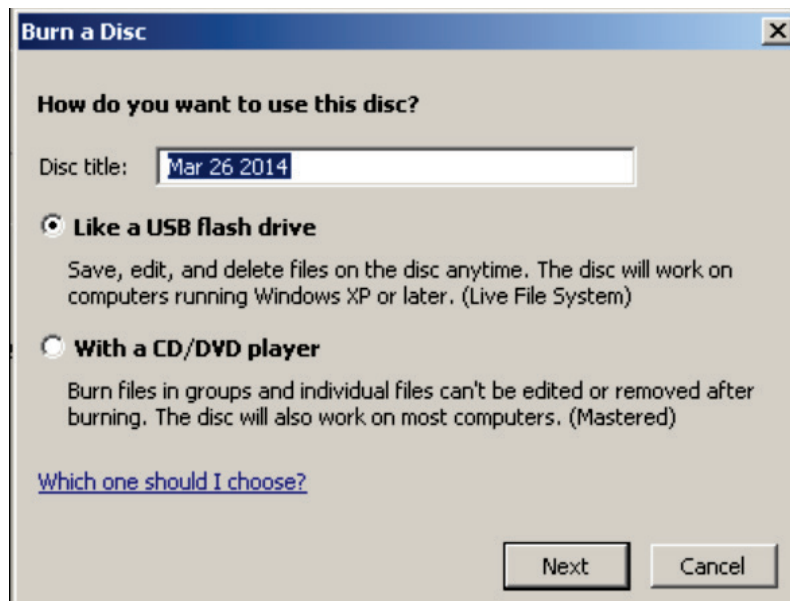 Burn a Disc
How do you want to use this disc?
Disc title: Mar 26 2014
Like a USB flash drive
Save, edit, and delete files on the disc anytime. The disc will work on
computers running Windows XP or later. (Live File System)
With a CD/DVD player
Burn files in groups and individual files can't be edited or removed after
burning. The disc will also work on most computers. (Mastered)
Which one should I choose?
Next Cancel